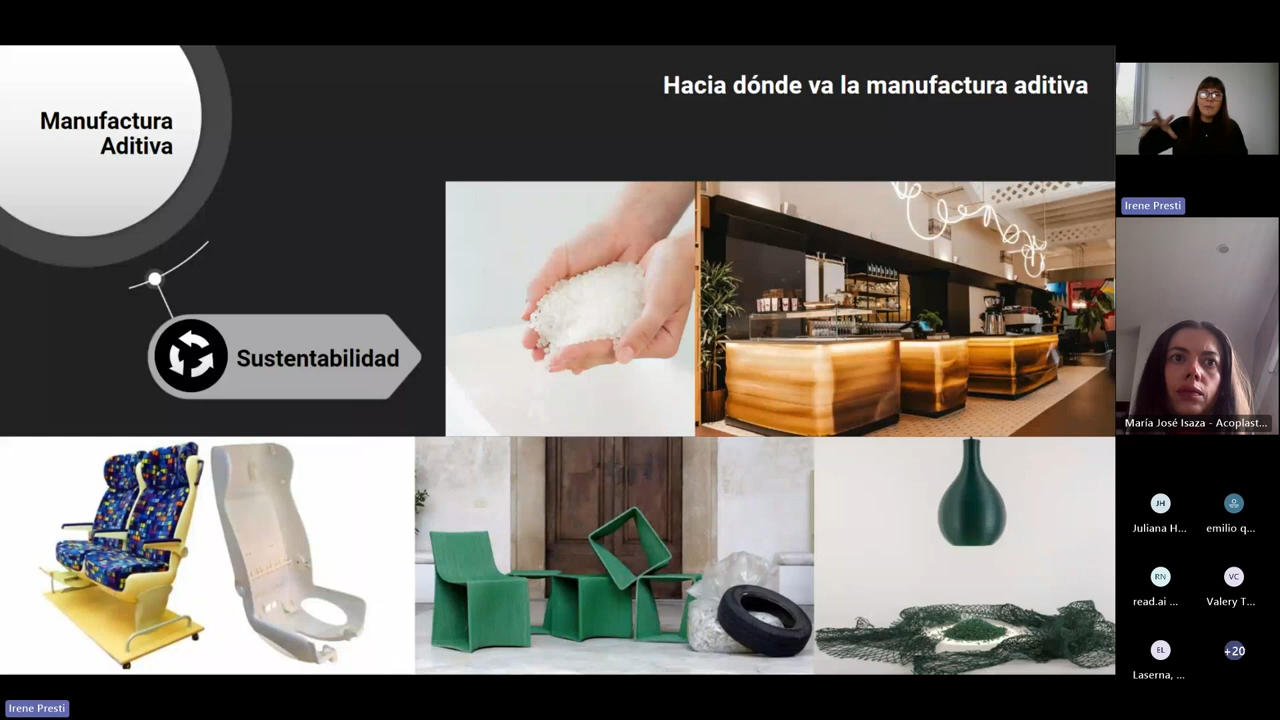 Hacia dónde va la manufactura aditiva
Manufactura
Aditiva
Sustentabilidad
Irene Presti
María José Isaza - Acoplast...
JH
Juliana H...
emilio q...
RN
read.ai ...
VC
Valery T...
EL
Laserna, ...
+20
Irene Presti